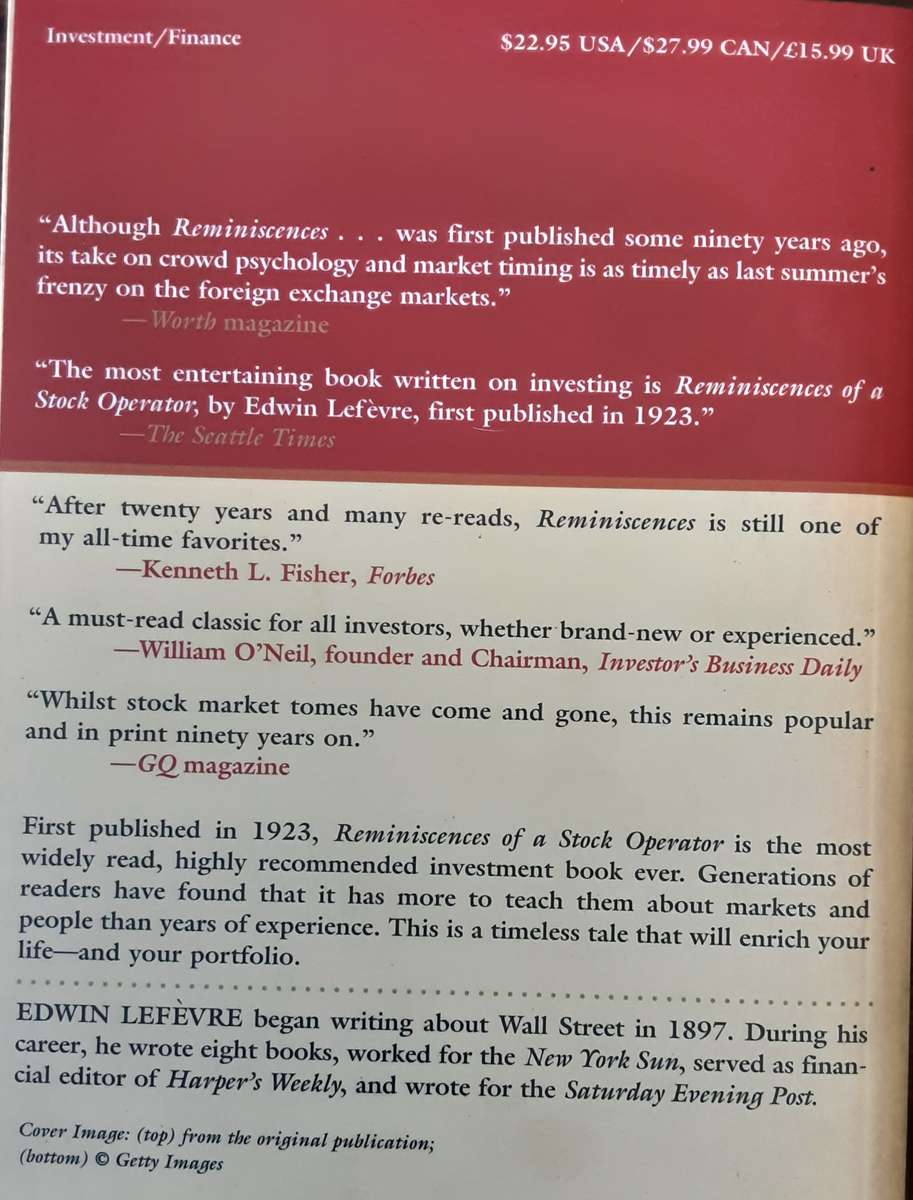 Investment/Finance
$22.95 USA/$27.99 CAN/£15.99 UK
“Although Reminiscences . . . was first published some ninety years ago,
its take on crowd psychology and market timing is as timely as last summer’s
frenzy on the foreign exchange markets.”
—Worth magazine
“The most entertaining book written on investing is Reminiscences of a
Stock Operator, by Edwin Lefèvre, first published in 1923.”
—The Seattle Times
“After twenty years and many re-reads, Reminiscences is still one of
my all-time favorites.”
—Kenneth L. Fisher, Forbes
“A must-read classic for all investors, whether brand-new or experienced.”
—William O’Neil, founder and Chairman, Investor’s Business Daily
“Whilst stock market tomes have come and gone, this remains popular
and in print ninety years on.”
—GQ magazine
First published in 1923, Reminiscences of a Stock Operator is the most
widely read, highly recommended investment book ever. Generations of
readers have found that it has more to teach them about markets and
people than years of experience. This is a timeless tale that will enrich your
life—and your portfolio.
EDWIN LEFÈVRE began writing about Wall Street in 1897. During his
career, he wrote eight books, worked for the New York Sun, served as finan-
cial editor of Harper’s Weekly, and wrote for the Saturday Evening Post.
Cover Image: (top) from the original publication;
(bottom) © Getty Images